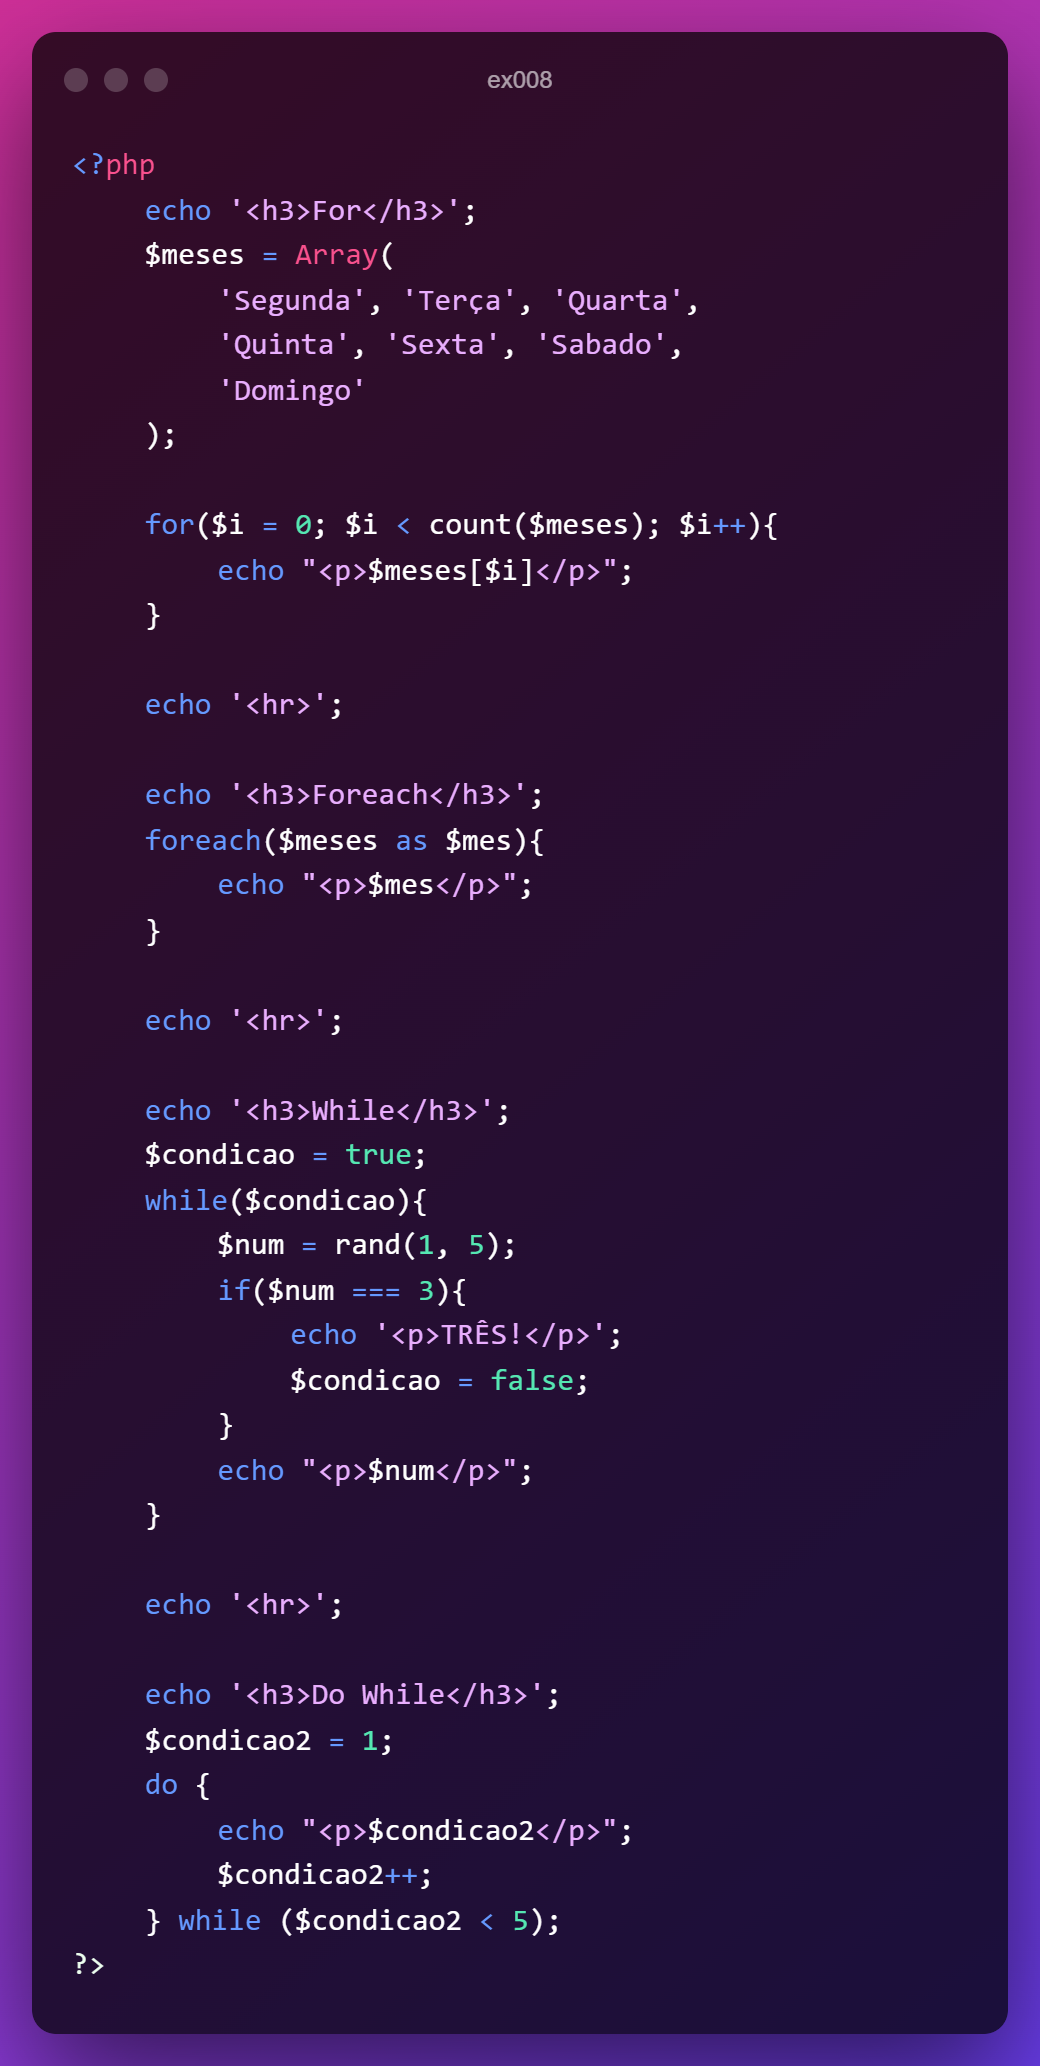 ex008
<?php
    echo '<h3>For</h3>';
    $meses = Array(
        'Segunda', 'Terça', 'Quarta',
        'Quinta', 'Sexta', 'Sabado',
        'Domingo'
    );

    for($i = 0; $i < count($meses); $i++){
        echo "<p>$meses[$i]</p>";
    }

    echo '<hr>';

    echo '<h3>Foreach</h3>';
    foreach($meses as $mes){
        echo "<p>$mes</p>";
    }

    echo '<hr>';

    echo '<h3>While</h3>';
    $condicao = true;
    while($condicao){
        $num = rand(1, 5);
        if($num === 3){
            echo '<p>TRÊS!</p>';
            $condicao = false;
        }
        echo "<p>$num</p>";
    }

    echo '<hr>';

    echo '<h3>Do While</h3>';
    $condicao2 = 1;
    do {
        echo "<p>$condicao2</p>";
        $condicao2++;
    } while ($condicao2 < 5);
?>